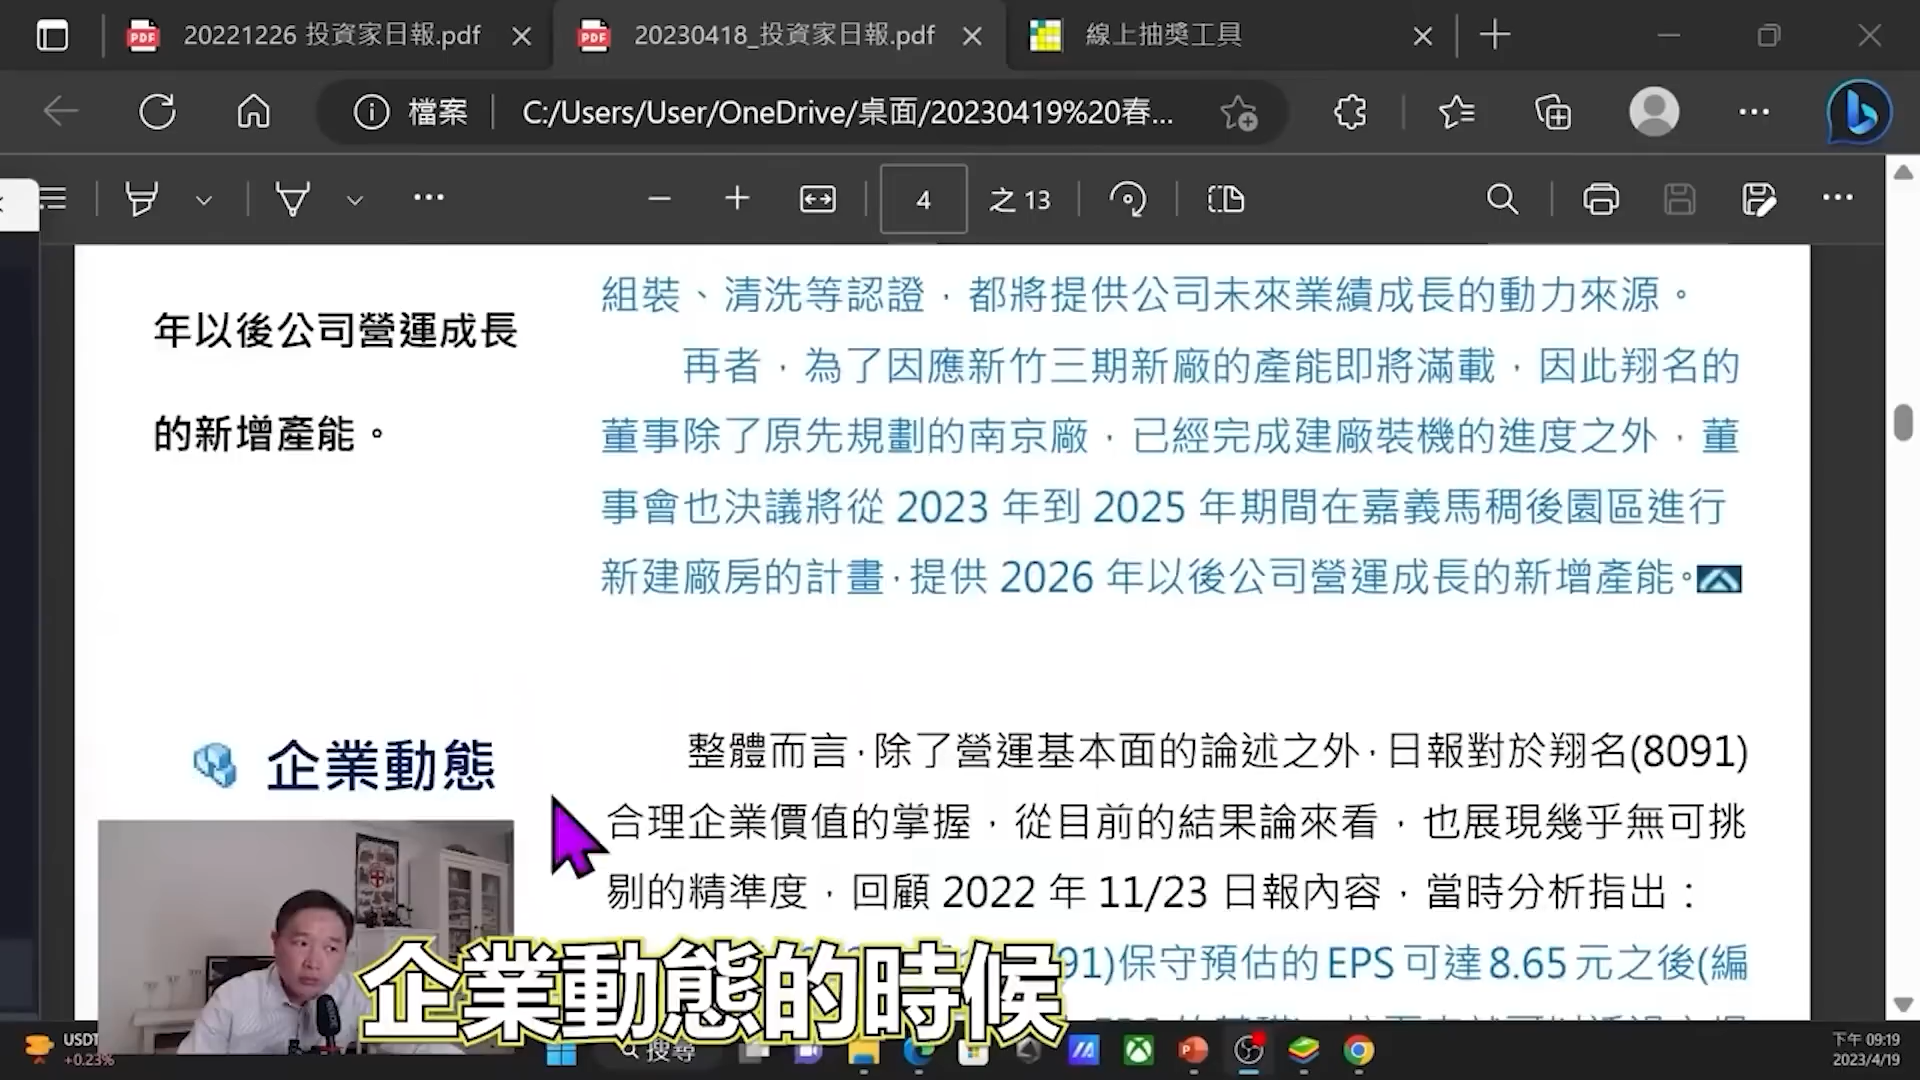 20221226 投資家日報.pdf
20230418_投資家日報.pdf
線上抽獎工具
檔案
C:/Users/User/OneDrive/桌面/20230419%20春...
4 之 13
年以後公司營運成長
的新增產能。
組裝、清洗等認證，都將提供公司未來業績成長的動力來源。
再者，為了因應新竹三期新廠的產能即將滿載，因此翔名的
董事除了原先規劃的南京廠，已經完成建廠裝機的進度之外，董
事會也決議將從 2023 年到 2025 年期間在嘉義馬稠後園區進行
新建廠房的計畫，提供 2026 年以後公司營運成長的新增產能。
企業動態
整體而言，除了營運基本面的論述之外，日報對於翔名(8091)
合理企業價值的掌握，從目前的結果論來看，也展現幾乎無可挑
剔的精準度，回顧 2022 年 11/23 日報內容，當時分析指出：
91)保守預估的 EPS 可達 8.65 元之後(編
企業動態的時候
USDT
+0.23%
搜尋
下午 09:19
2023/4/19